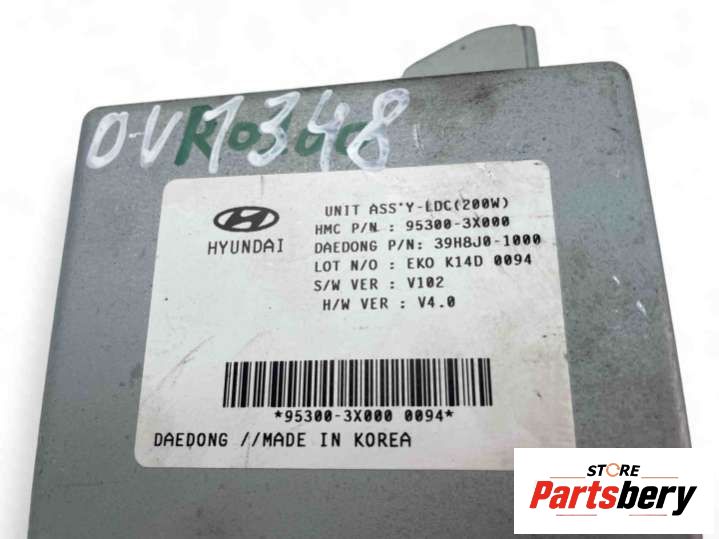 0-V1348
HYUNDAI
UNIT ASS'Y-LDC(200W)
HMC P/N : 95300-3X000
DAEDONG P/N: 39H8J0-1000
LOT N/O : EKO K14D 0094
S/W VER : V102
H/W VER : V4.0
*95300-3X000 0094*
DAEDONG //MADE IN KOREA
STORE
Partsbery